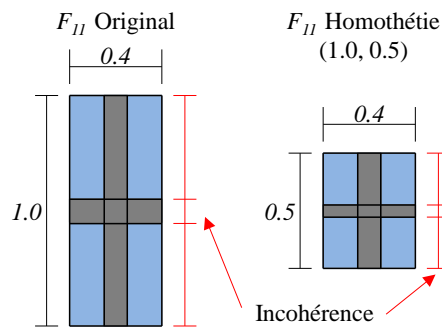 F₁₁ Original
F₁₁ Homothétie
(1.0, 0.5)
0.4
0.4
1.0
0.5
Incohérence